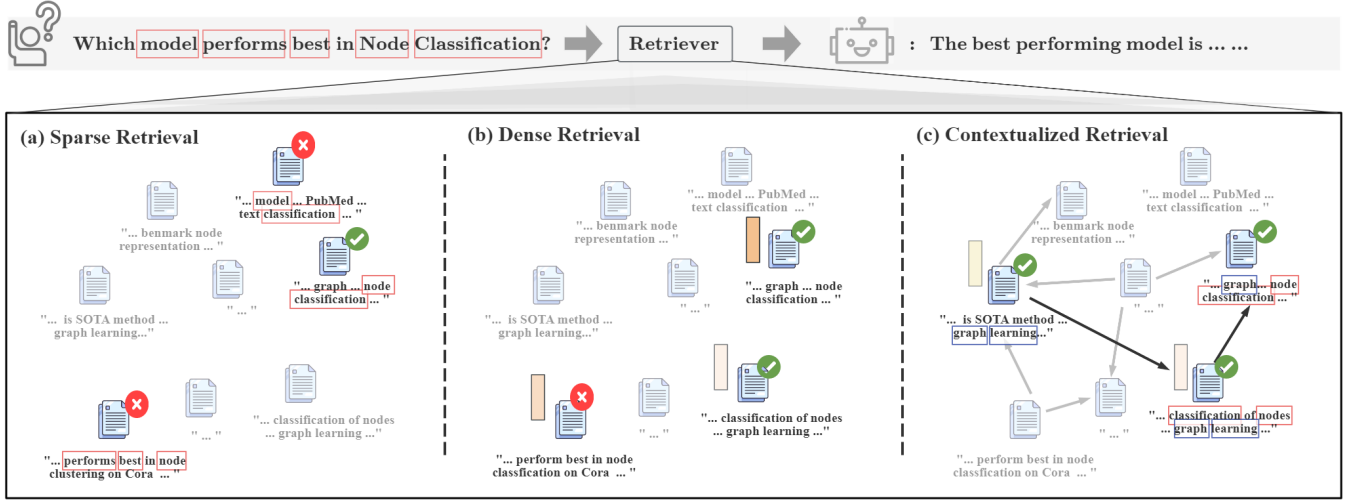 Which model performs best in Node Classification?
Retriever
: The best performing model is ... ...
(a) Sparse Retrieval
"... model ... PubMed ...
text classification ... "
"... benmark node
representation ... "
"... graph ... node
classification ... "
"... is SOTA method ...
graph learning..."
" ... "
"... classification of nodes
... graph learning ..."
" ... "
"... performs best in node
clustering on Cora ... "
(b) Dense Retrieval
"... model ... PubMed ...
text classification ... "
"... benmark node
representation ... "
"... graph ... node
classification ... "
"... is SOTA method ...
graph learning..."
" ... "
"... classification of nodes
... graph learning ..."
" ... "
"... perform best in node
classfication on Cora ... "
(c) Contextualized Retrieval
"... model ... PubMed ...
text classification ... "
"... benmark node
representation ... "
"... graph... node
classification ... "
" ... "
"... is SOTA method ...
graph learning..."
"... classification of nodes
... graph learning ..."
" ... "
"... perform best in node
classfication on Cora ... "